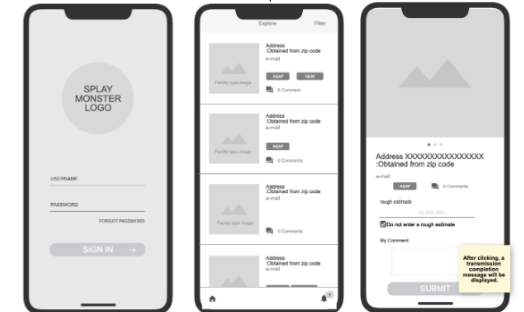 SPLAY
MONSTER
LOGO
USERNAME
PASSWORD
FORGET PASSWORD
SIGN IN →
Explore
Filter
Address
:Obtained from zip code
e-mail
ASAP
NEW
Facility type image
0 Comment
Address
:Obtained from zip code
e-mail
ASAP
Facility type image
0 Comments
Address
:Obtained from zip code
e-mail
Facility type image
0 Comments
Address
:Obtained from zip code
e-mail
1
Address XXXXXXXXXXXXXXXX
:Obtained from zip code
e-mail
ASAP
0 Comments
rough estimate
Do not enter a rough estimate
My Comment
SUBMIT
After clicking, a
transmission
completion
message will be
displayed.